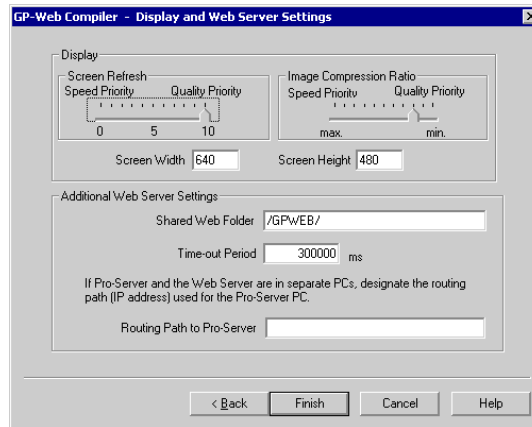 GP-Web Compiler - Display and Web Server Settings
Display
Screen Refresh
Speed Priority Quality Priority
0 5 10
Image Compression Ratio
Speed Priority Quality Priority
max. min.
Screen Width 640 Screen Height 480
Additional Web Server Settings
Shared Web Folder /GPWEB/
Time-out Period 300000 ms
If Pro-Server and the Web Server are in separate PCs, designate the routing
path (IP address) used for the Pro-Server PC.
Routing Path to Pro-Server
< Back Finish Cancel Help